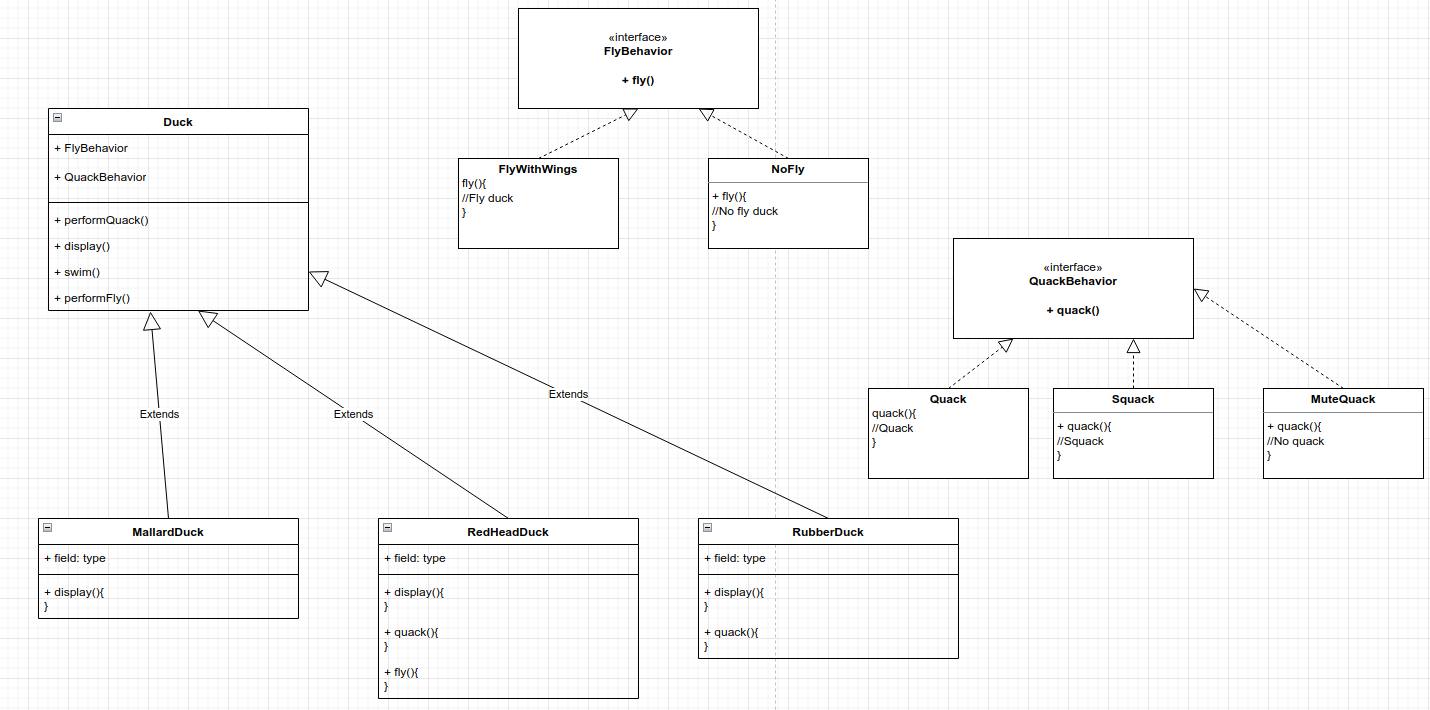 «interface»
FlyBehavior
+ fly()
Duck
+ FlyBehavior
+ QuackBehavior
+ performQuack()
+ display()
+ swim()
+ performFly()
FlyWithWings
fly(){
//Fly duck
}
NoFly
+ fly(){
//No fly duck
}
«interface»
QuackBehavior
+ quack()
Quack
quack(){
//Quack
}
Squack
+ quack(){
//Squack
}
MuteQuack
+ quack(){
//No quack
}
Extends
Extends
Extends
MallardDuck
+ field: type
+ display(){
}
RedHeadDuck
+ field: type
+ display(){
}
+ quack(){
}
+ fly(){
}
RubberDuck
+ field: type
+ display(){
}
+ quack(){
}